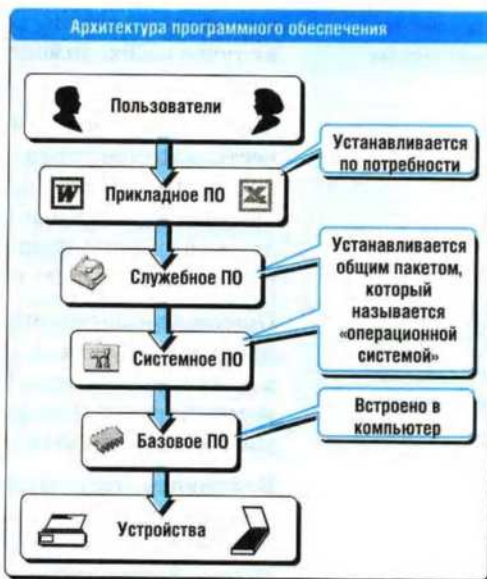 Архитектура программного обеспечения
Пользователи
Устанавливается
по потребности
W Прикладное ПО X
Устанавливается
общим пакетом,
который
называется
«операционной
системой»
Служебное ПО
Системное ПО
Встроено в
компьютер
Базовое ПО
Устройства